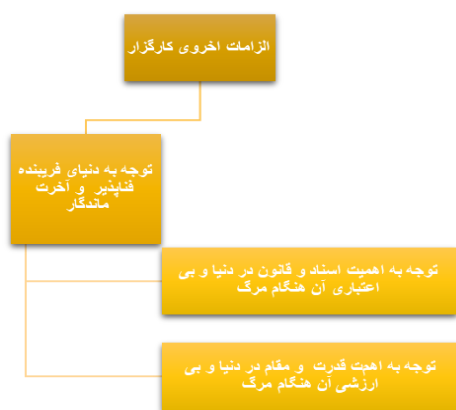 الزامات اخروی کارگزار
توجه به دنیای فریبنده
فناپذیر و آخرت
ماندگار
توجه به اهمیت اسناد و قانون در دنیا و بی
اعتباری آن هنگام مرگ
توجه به اهمت قدرت و مقام در دنیا و بی
ارزشی آن هنگام مرگ